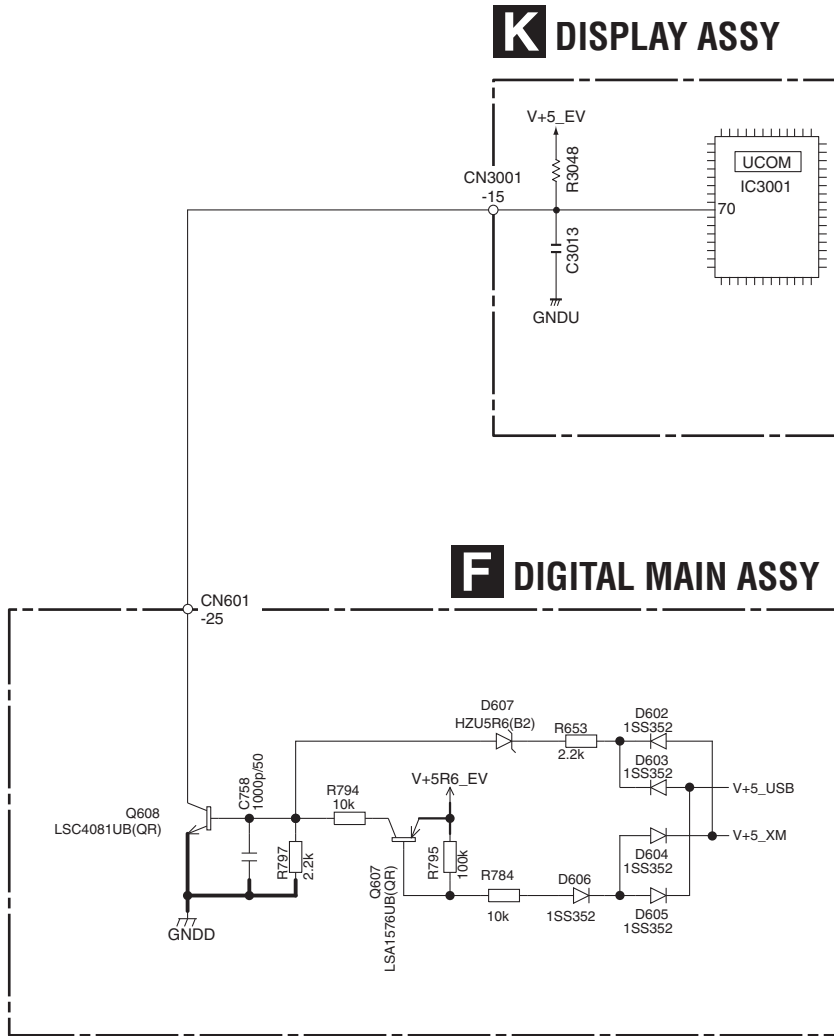 K DISPLAY ASSY
V+5_EV
R3048
UCOM
IC3001
CN3001
-15
70
C3013
GNDU
F DIGITAL MAIN ASSY
CN601
-25
D607
HZU5R6(B2)
R653
2.2k
D602
1SS352
D603
1SS352
V+5_USB
C758
1000p/50
R794
10k
V+5R6_EV
Q608
LSC4081UB(QR)
V+5_XM
R797
2.2k
Q607
LSA1576UB(QR)
R795
100k
R784
10k
D606
1SS352
D604
1SS352
D605
1SS352
GNDD